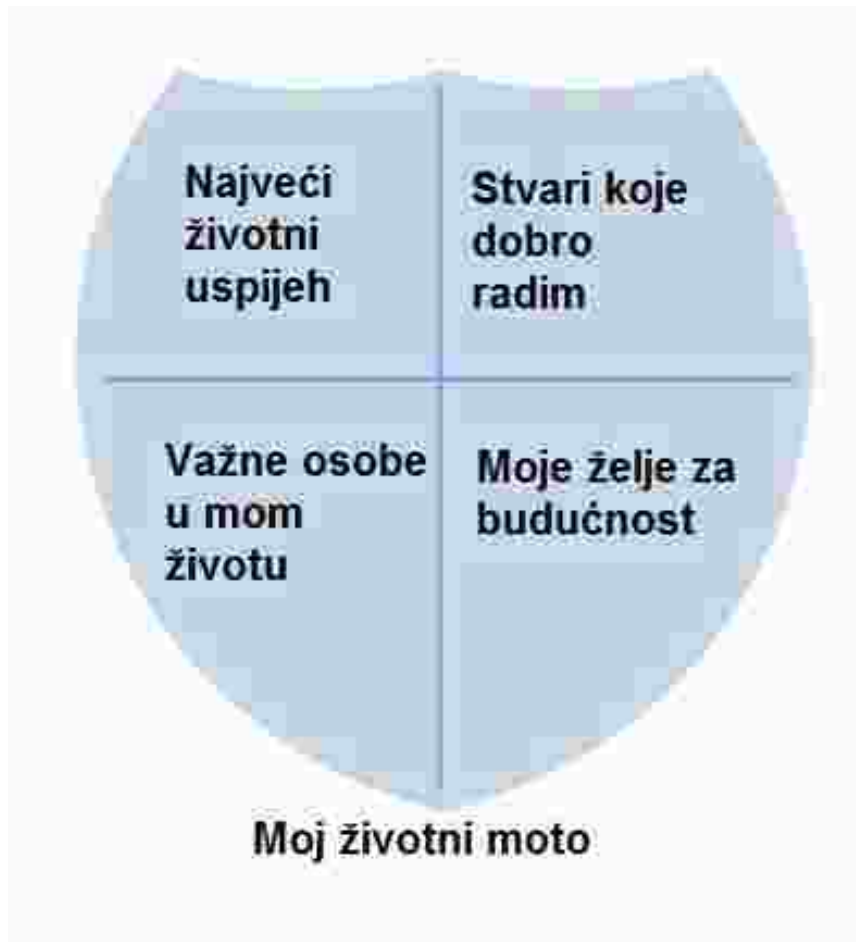 Najveći
životni
uspijeh
Stvari koje
dobro
radim
Važne osobe
u mom
životu
Moje želje za
budućnost
Moj životni moto